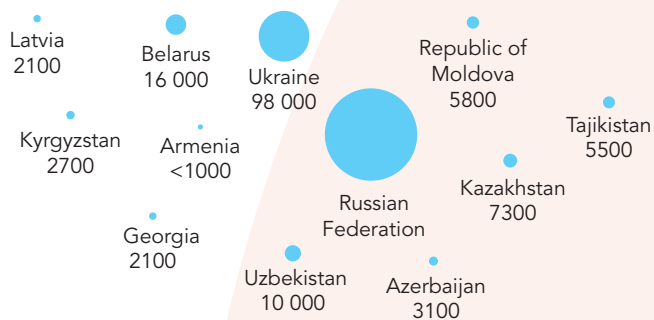 Latvia
2100
Belarus
16 000
Ukraine
98 000
Republic of
Moldova
5800
Tajikistan
5500
Kyrgyzstan
2700
Armenia
<1000
Kazakhstan
7300
Russian
Federation
Georgia
2100
Uzbekistan
10 000
Azerbaijan
3100